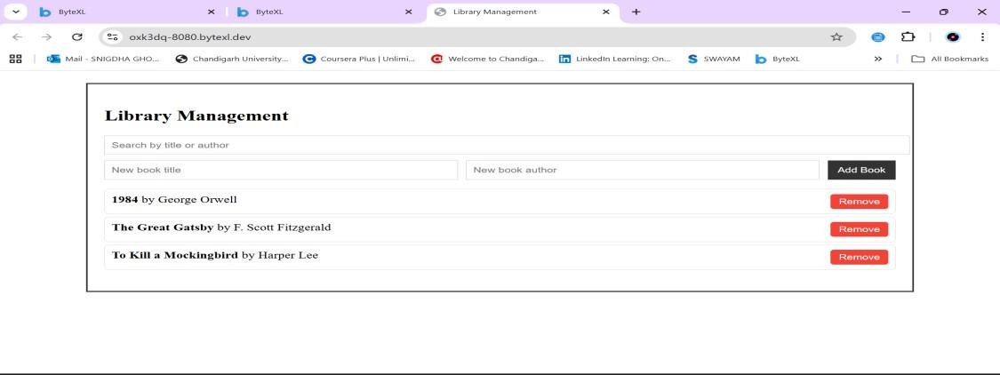 ByteXL
ByteXL
Library Management
oxk3dq-8080.bytexl.dev
Mail - SNIGDHA GHO...
Chandigarh University...
Coursera Plus | Unlimi...
Welcome to Chandiga...
LinkedIn Learning: On...
SWAYAM
ByteXL
All Bookmarks
Library Management
Search by title or author
New book title
New book author
Add Book
1984 by George Orwell
Remove
The Great Gatsby by F. Scott Fitzgerald
Remove
To Kill a Mockingbird by Harper Lee
Remove